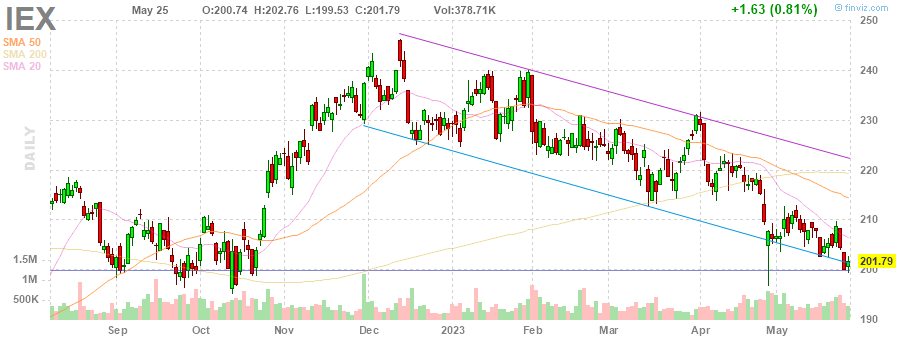 IEX May 25 O:200.74 H:202.76 L:199.53 C:201.79 Vol:378.71K +1.63 (0.81%) © finviz.com
SMA 50
SMA 200
SMA 20
DAILY
250
240
230
220
210
201.79
200
190
1.5M
1M
500K
Sep Oct Nov Dec 2023 Feb Mar Apr May